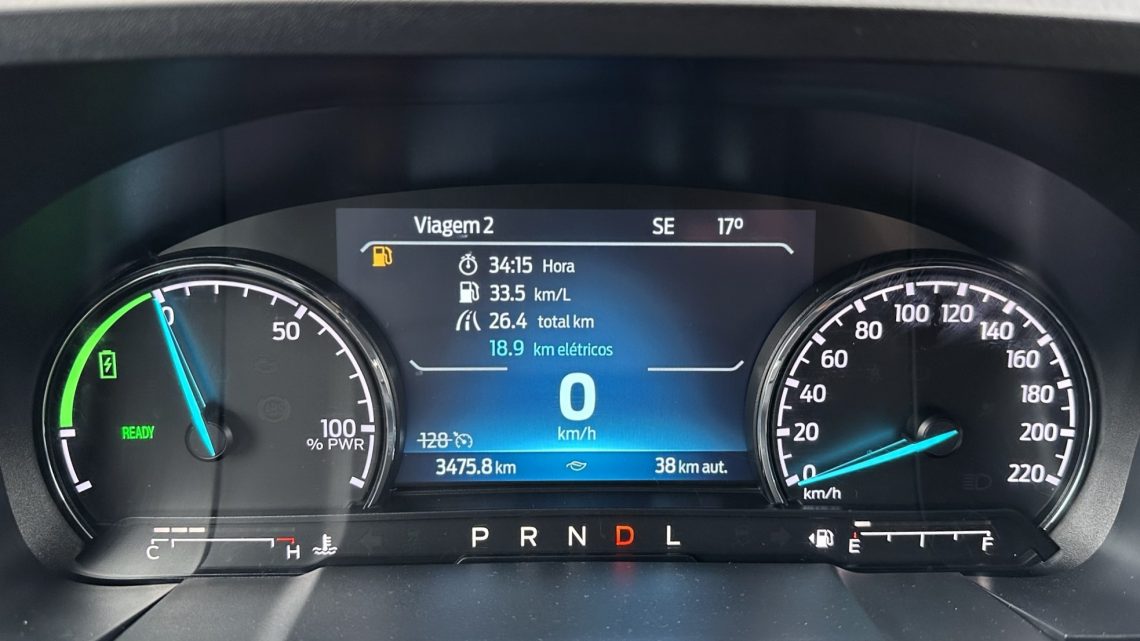 Viagem 2 SE 17º
34:15 Hora
33.5 km/L
26.4 total km
18.9 km elétricos
0
km/h
128
3475.8 km 38 km aut.
0
50
100
% PWR
READY
0
20
40
60
80
100
120
140
160
180
200
220
km/h
C H
P R N D L
E F